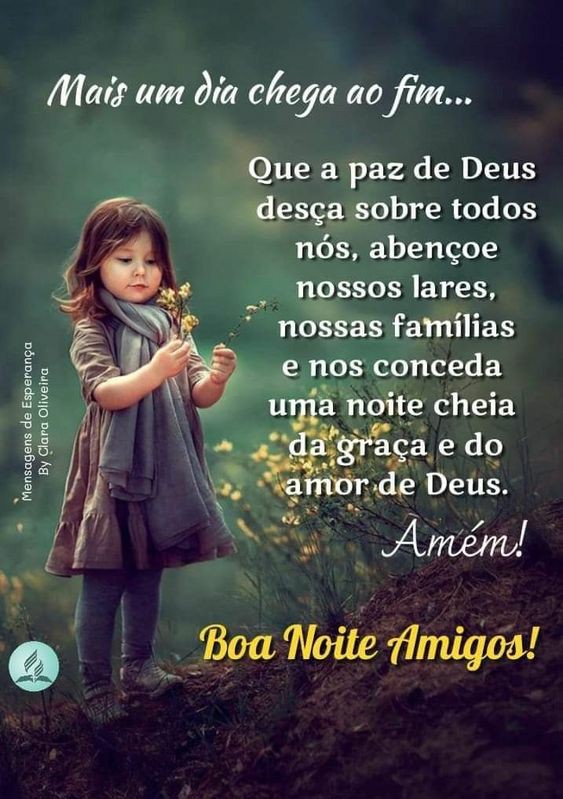 Mais um dia chega ao fim...
Que a paz de Deus
desça sobre todos
nós, abençoe
nossos lares,
nossas famílias
e nos conceda
uma noite cheia
da graça e do
amor de Deus.
Amém!
Boa Noite Amigos!
Mensagens de Esperança
By Clara Oliveira